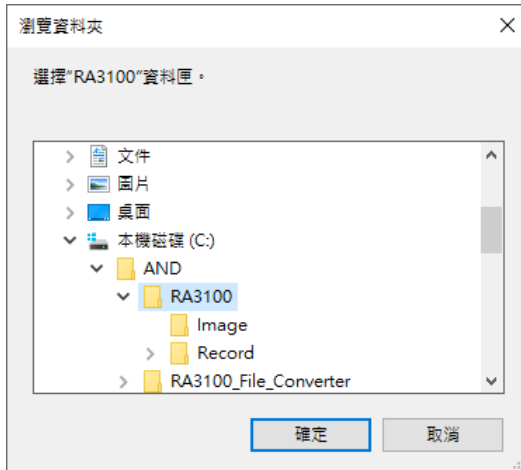 瀏覽資料夾
選擇"RA3100"資料匣。
文件
圖片
桌面
本機磁碟 (C:)
AND
RA3100
Image
Record
RA3100_File_Converter
確定
取消